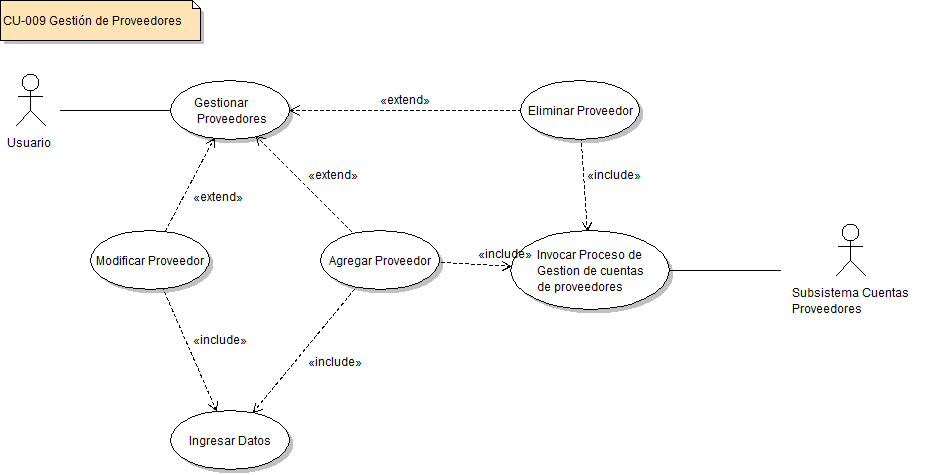 CU-009 Gestión de Proveedores
Usuario
Gestionar
Proveedores
«extend»
Eliminar Proveedor
«extend»
«extend»
«include»
Modificar Proveedor
Agregar Proveedor
«include»
Invocar Proceso de
Gestion de cuentas
de proveedores
Subsistema Cuentas
Proveedores
«include»
«include»
Ingresar Datos